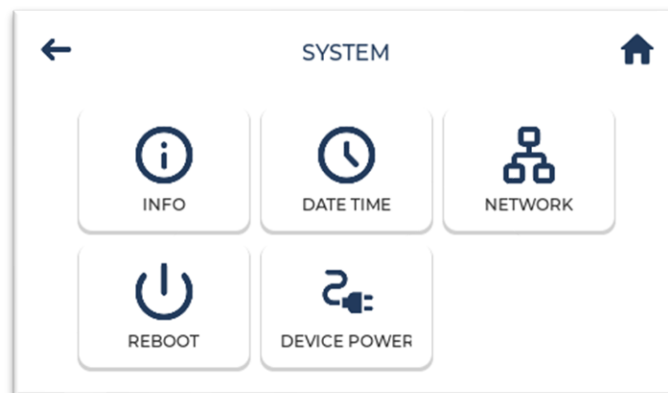 SYSTEM
INFO
DATE TIME
NETWORK
REBOOT
DEVICE POWER